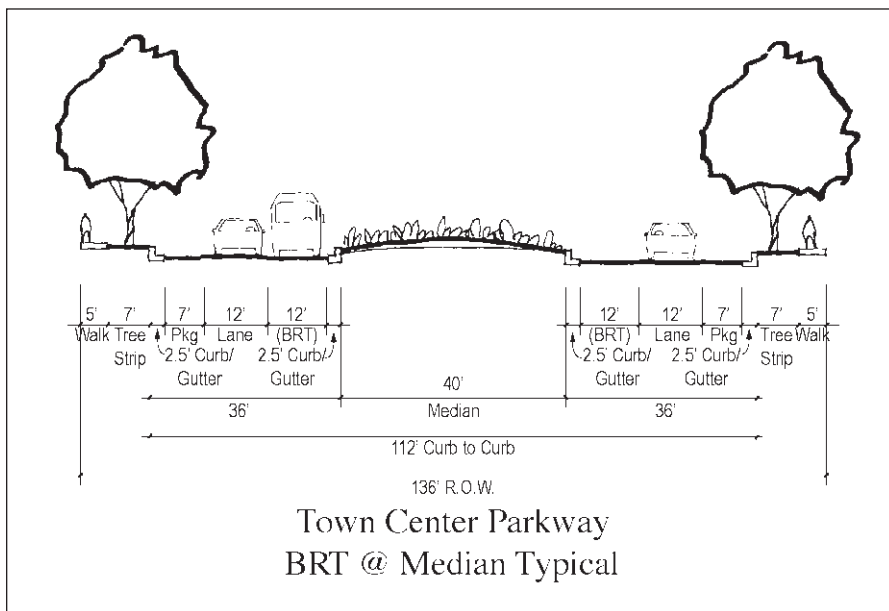 5' 7' 7' 12' 12' 12' 12' 7' 7' 5'
Walk Tree Pkg Lane (BRT) (BRT) Lane Pkg Tree Walk
Strip 2.5' Curb/ 2.5' Curb/ 2.5' Curb/ 2.5' Curb/ Strip
Gutter Gutter Gutter Gutter
40'
36' Median 36'
112' Curb to Curb
136' R.O.W.
Town Center Parkway
BRT @ Median Typical